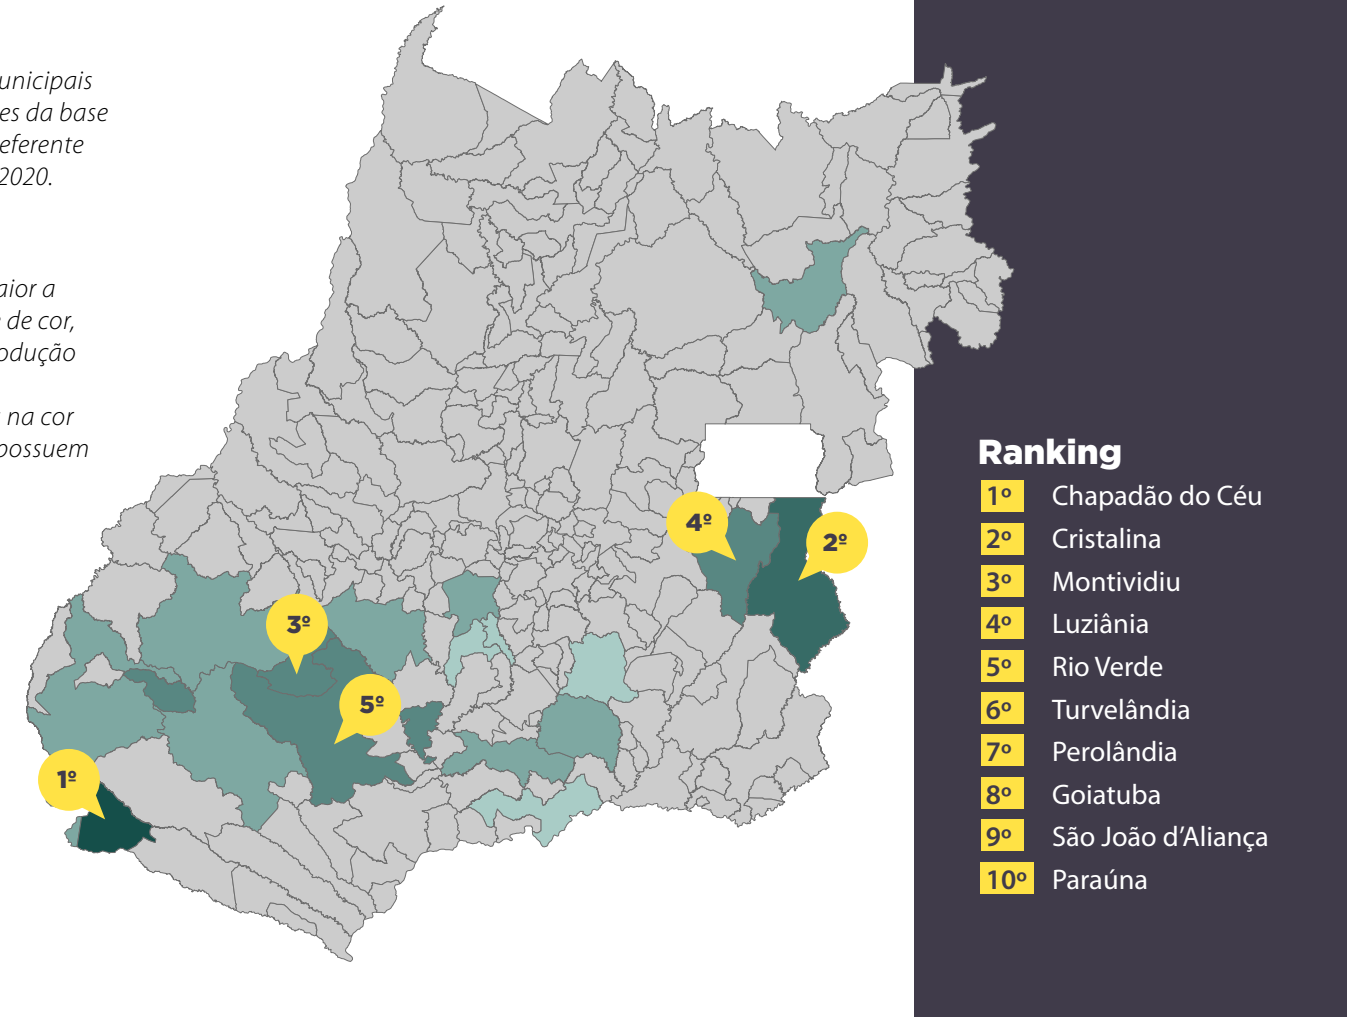 unicipais
es da base
eferente
2020.
aior a
e de cor,
odução
na cor
possuem
4º
2º
3º
5º
1º
Ranking
1º Chapadão do Céu
2º Cristalina
3º Montividiu
4º Luziânia
5º Rio Verde
6º Turvelândia
7º Perolândia
8º Goiatuba
9º São João d’Aliança
10º Paraúna